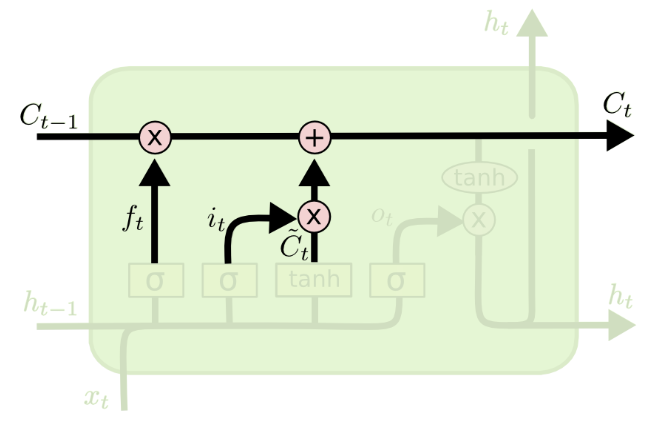 h_t
C_{t-1}
C_t
x
+
tanh
f_t
i_t
x
o_t
x
C̃_t
σ
σ
tanh
σ
h_{t-1}
h_t
x_t